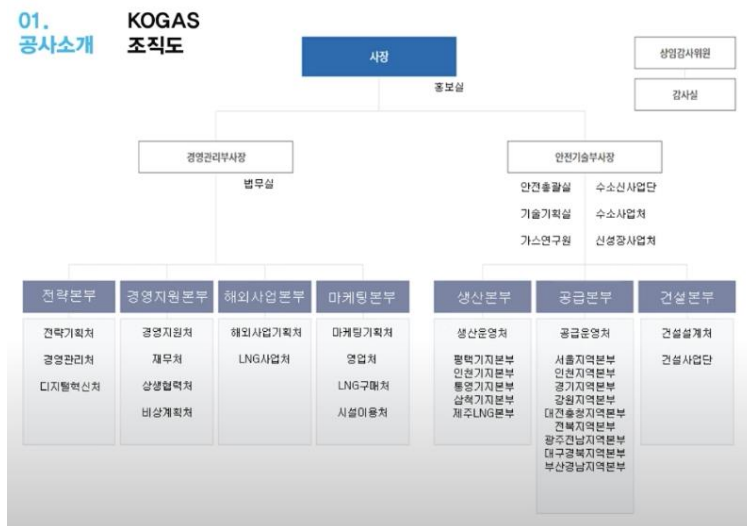 01.
공사소개
KOGAS
조직도
사장
홍보실
상임감사위원
감사실
경영관리부사장
법무실
안전기술부사장
안전총괄실 수소신사업단
기술기획실 수소사업처
가스연구원 신성장사업처
전략본부
전략기획처
경영관리처
디지털혁신처
경영지원본부
경영지원처
재무처
상생협력처
비상계획처
해외사업본부
해외사업기획처
LNG사업처
마케팅본부
마케팅기획처
영업처
LNG구매처
시설이용처
생산본부
생산운영처
평택기지본부
인천기지본부
통영기지본부
삼척기지본부
제주LNG본부
공급본부
공급운영처
서울지역본부
인천지역본부
경기지역본부
강원지역본부
대전충청지역본부
전북지역본부
광주전남지역본부
대구경북지역본부
부산경남지역본부
건설본부
건설설계처
건설사업단